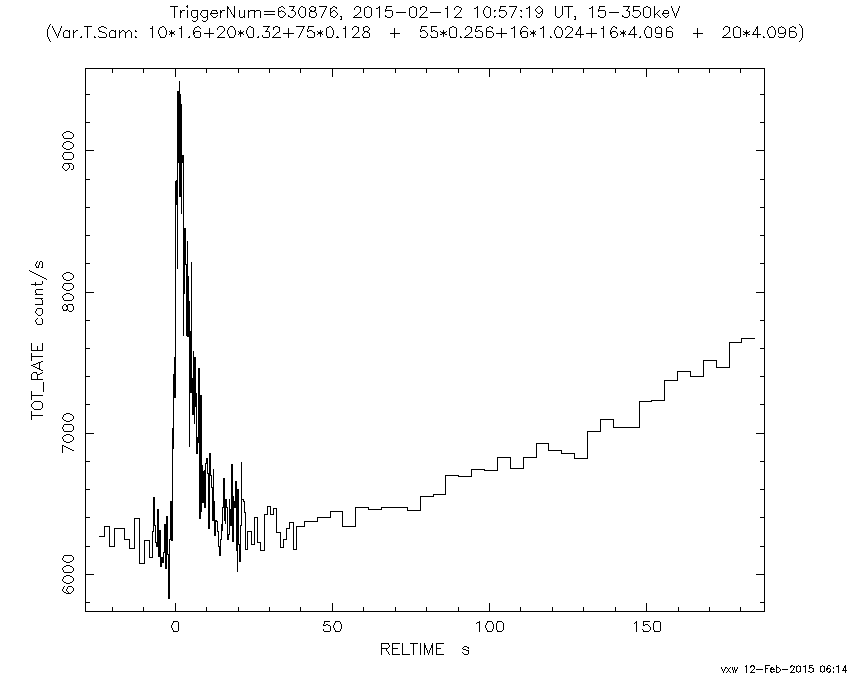 TriggerNum=630876, 2015-02-12 10:57:19 UT, 15-350keV
(Var.T.Sam: 10*1.6+20*0.32+75*0.128 + 55*0.256+16*1.024+16*4.096 + 20*4.096)
9000
8000
7000
6000
TOT_RATE count/s
0 50 100 150
RELTIME s
vxw 12-Feb-2015 06:14